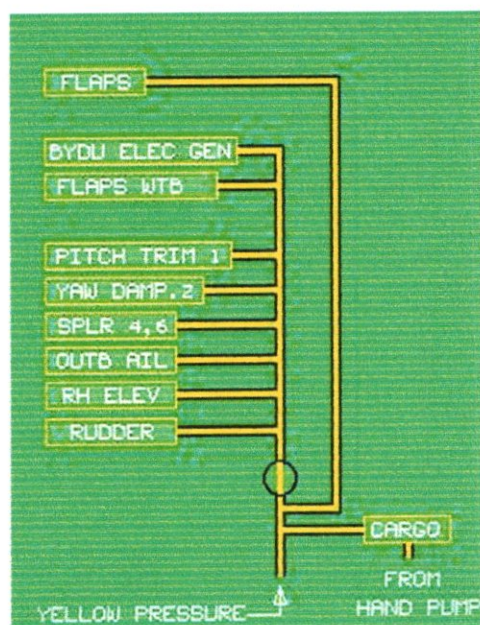 FLAPS
BYDU ELEC GEN
FLAPS WTB
PITCH TRIM 1
YAW DAMP.2
SPLR 4,6
OUTB AIL
RH ELEV
RUDDER
CARGO
FROM
HAND PUMP
YELLOW PRESSURE